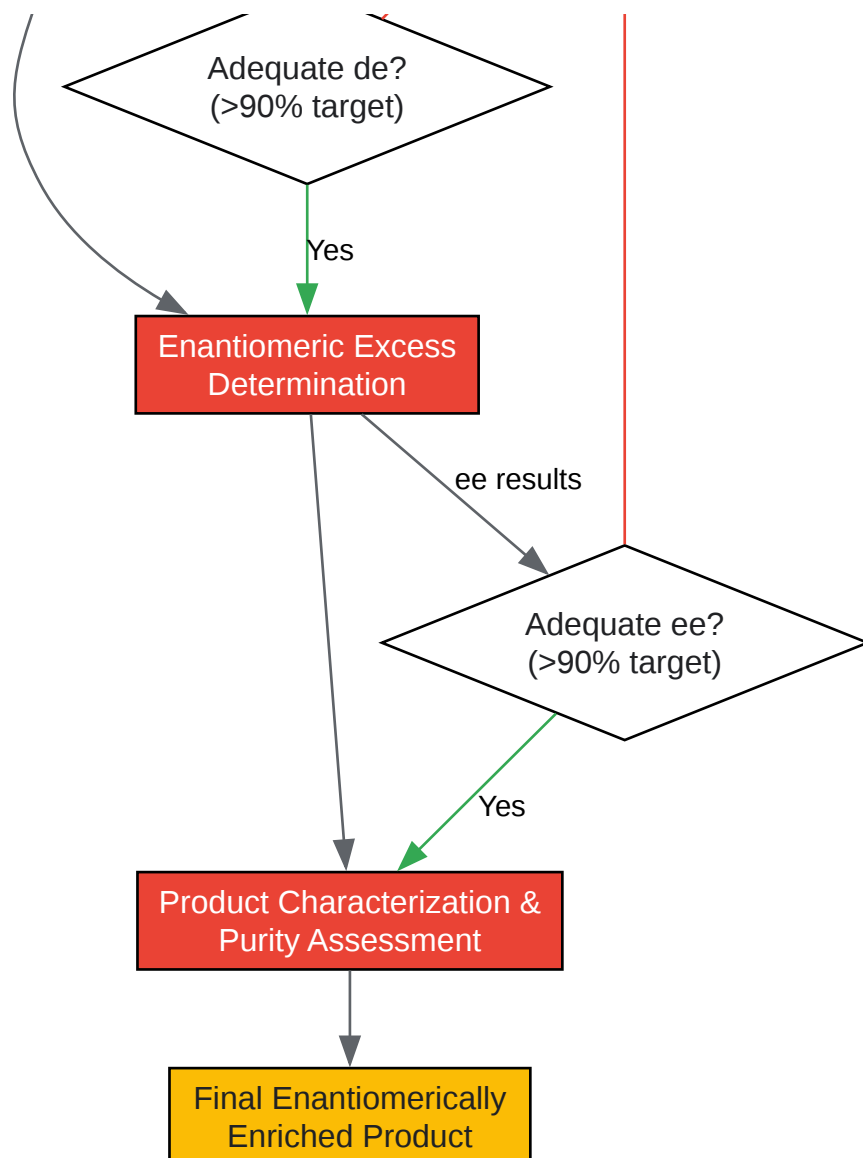 Adequate de?
(>90% target)
Yes
Enantiomeric Excess
Determination
ee results
Adequate ee?
(>90% target)
Yes
Product Characterization &
Purity Assessment
Final Enantiomerically
Enriched Product